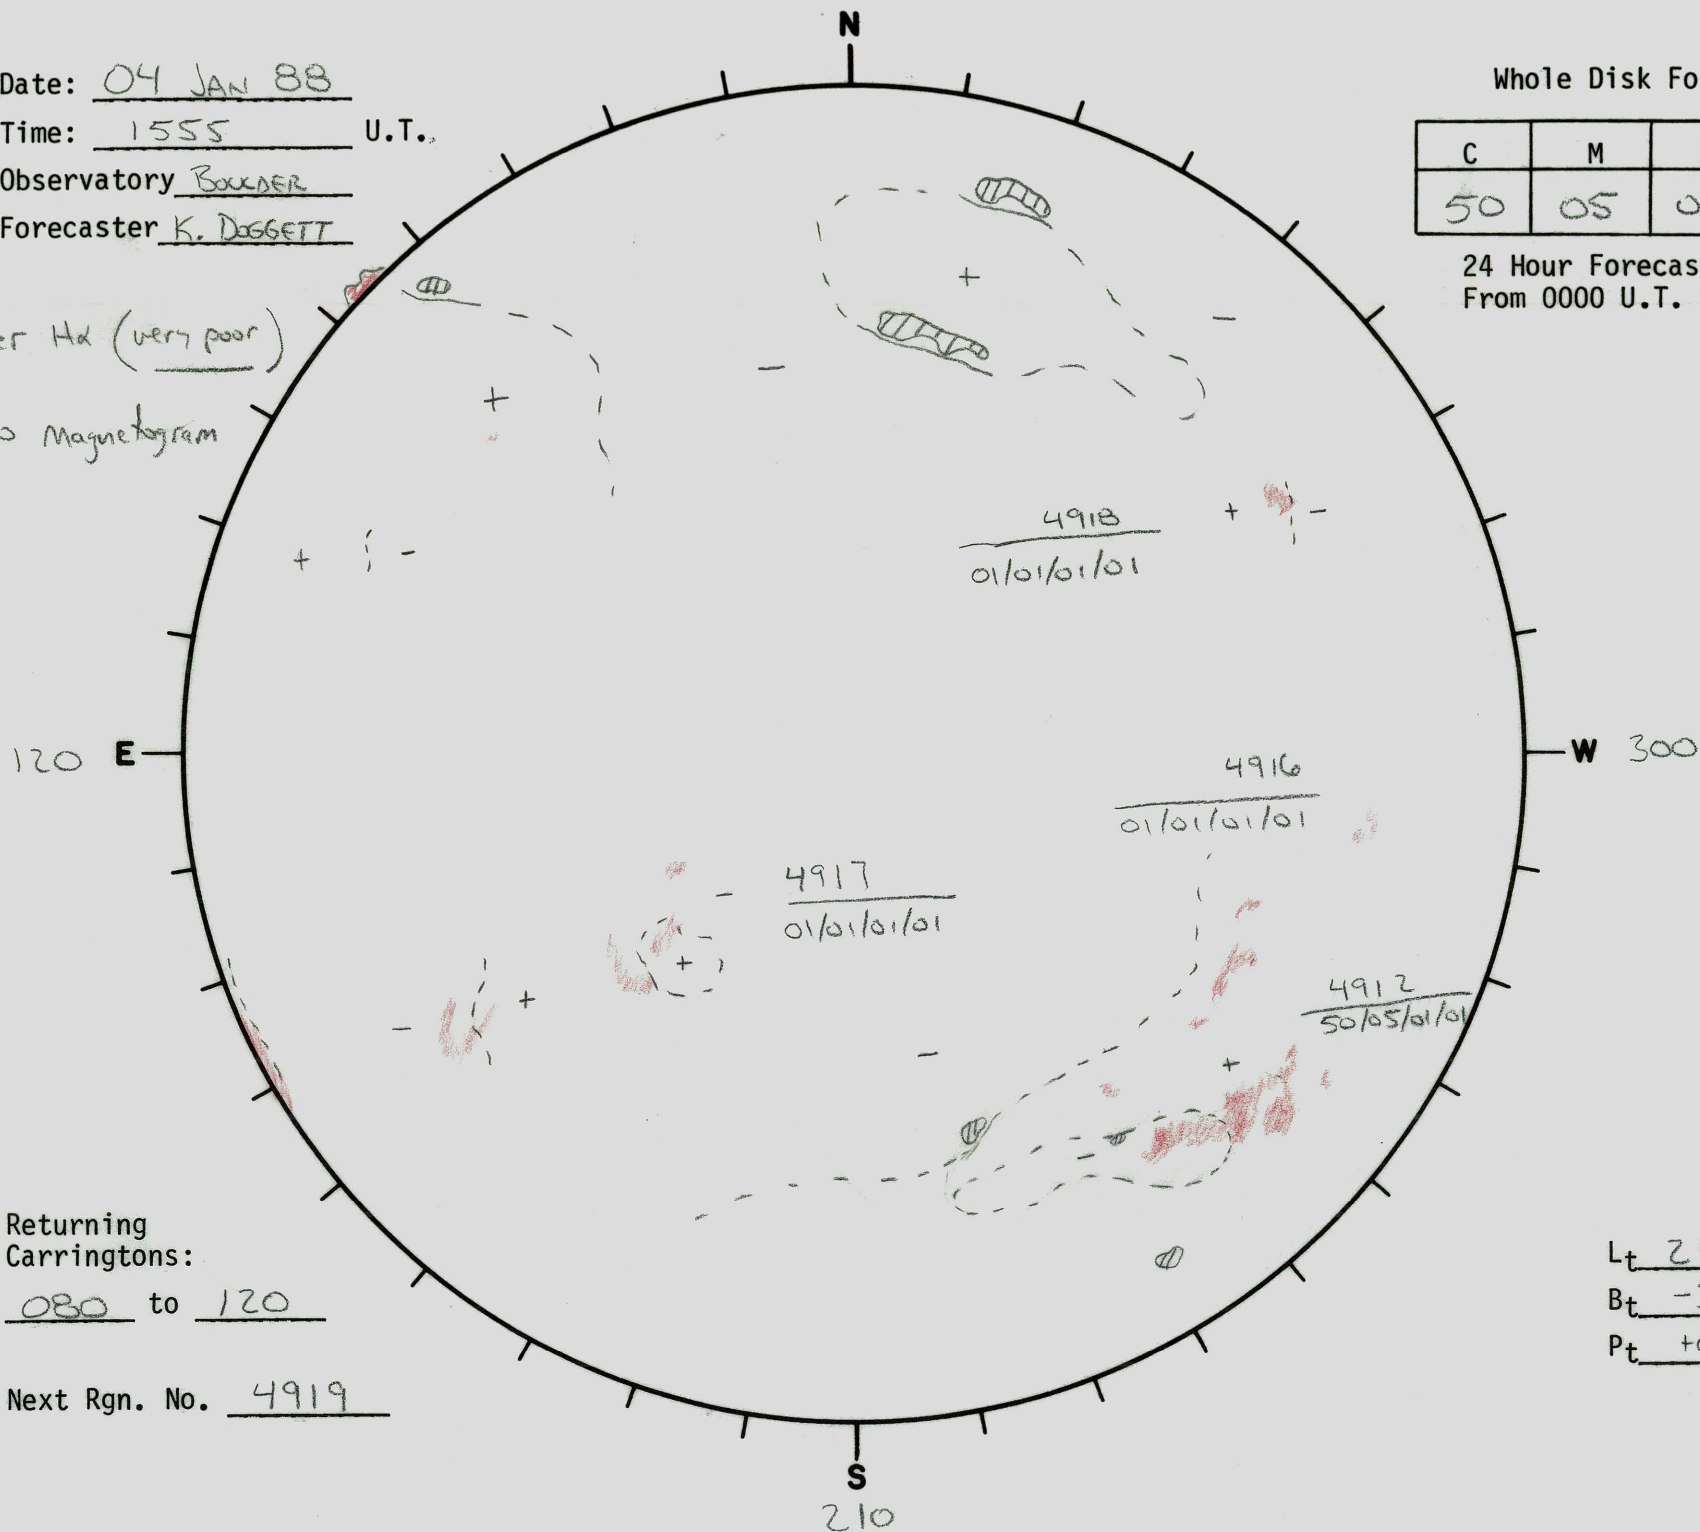 N
Date: 04 JAN 88
Time: 1555 U.T.
Observatory BOULDER
Forecaster K. DOGGETT
Whole Disk Fo
C M
50 05 0
24 Hour Forecas
From 0000 U.T.
er Hα (very poor)
o Magnetogram
+
-
-
+
+ -
+ -
4918
01/01/01/01
120 E
W 300
4916
01/01/01/01
4917
01/01/01/01
-
+
- +
4912
50/05/01/01
-
+
-
Returning
Carringtons:
080 to 120
Next Rgn. No. 4919
Lt 2
Bt -
Pt +
S
210